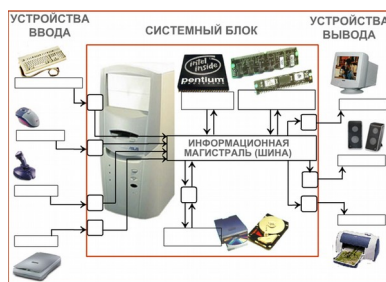 УСТРОЙСТВА
ВВОДА
СИСТЕМНЫЙ БЛОК
УСТРОЙСТВА
ВЫВОДА
intel
inside
pentium
ИНФОРМАЦИОННАЯ
МАГИСТРАЛЬ (ШИНА)